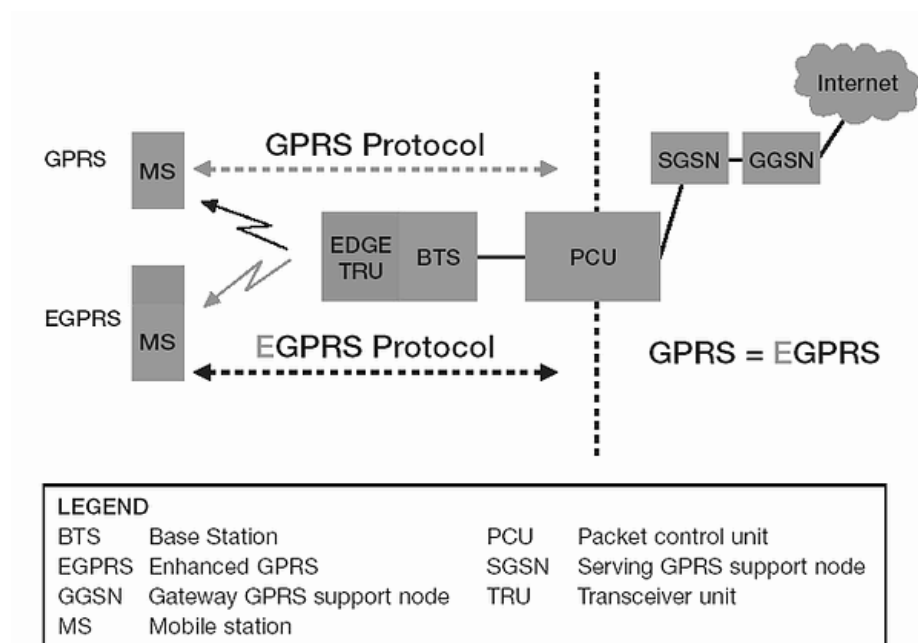 Internet
GPRS
MS
GPRS Protocol
SGSN
GGSN
EDGE
TRU
BTS
PCU
EGPRS
MS
EGPRS Protocol
GPRS = EGPRS
LEGEND
BTS Base Station PCU Packet control unit
EGPRS Enhanced GPRS SGSN Serving GPRS support node
GGSN Gateway GPRS support node TRU Transceiver unit
MS Mobile station